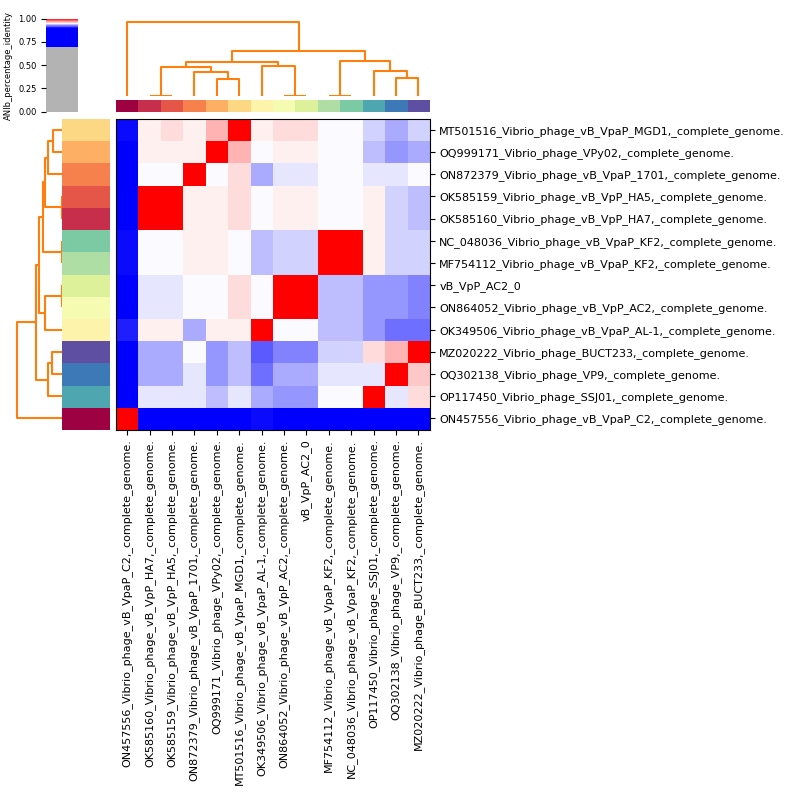 ANIb_percentage_identity
1.00
0.75
0.50
0.25
0.00
MT501516_Vibrio_phage_vB_VpaP_MGD1,_complete_genome.
OQ999171_Vibrio_phage_VPy02,_complete_genome.
ON872379_Vibrio_phage_vB_VpaP_1701,_complete_genome.
OK585159_Vibrio_phage_vB_VpP_HA5,_complete_genome.
OK585160_Vibrio_phage_vB_VpP_HA7,_complete_genome.
NC_048036_Vibrio_phage_vB_VpaP_KF2,_complete_genome.
MF754112_Vibrio_phage_vB_VpaP_KF2,_complete_genome.
vB_VpP_AC2_0
ON864052_Vibrio_phage_vB_VpP_AC2,_complete_genome.
OK349506_Vibrio_phage_vB_VpaP_AL-1,_complete_genome.
MZ020222_Vibrio_phage_BUCT233,_complete_genome.
OQ302138_Vibrio_phage_VP9,_complete_genome.
OP117450_Vibrio_phage_SSJ01,_complete_genome.
ON457556_Vibrio_phage_vB_VpaP_C2,_complete_genome.
ON457556_Vibrio_phage_vB_VpaP_C2,_complete_genome.
OK585160_Vibrio_phage_vB_VpP_HA7,_complete_genome.
OK585159_Vibrio_phage_vB_VpP_HA5,_complete_genome.
ON872379_Vibrio_phage_vB_VpaP_1701,_complete_genome.
OQ999171_Vibrio_phage_VPy02,_complete_genome.
MT501516_Vibrio_phage_vB_VpaP_MGD1,_complete_genome.
OK349506_Vibrio_phage_vB_VpaP_AL-1,_complete_genome.
ON864052_Vibrio_phage_vB_VpP_AC2,_complete_genome.
vB_VpP_AC2_0
MF754112_Vibrio_phage_vB_VpaP_KF2,_complete_genome.
NC_048036_Vibrio_phage_vB_VpaP_KF2,_complete_genome.
OP117450_Vibrio_phage_SSJ01,_complete_genome.
OQ302138_Vibrio_phage_VP9,_complete_genome.
MZ020222_Vibrio_phage_BUCT233,_complete_genome.